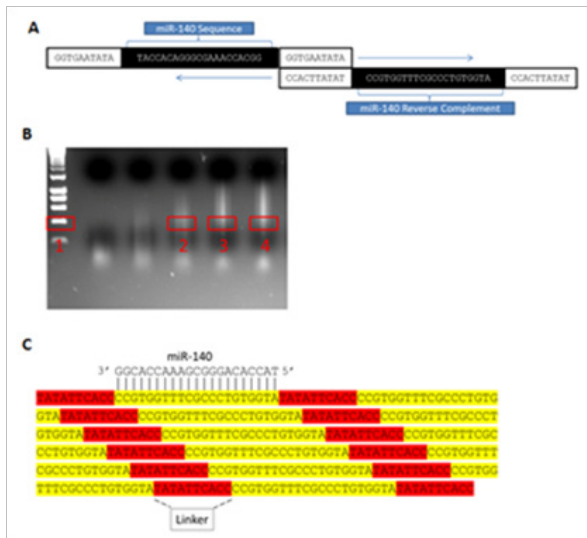 A
miR-140 Sequence
GGTGAATATA TACCACAGGGCGAAACCACGG GGTGAATATA
CCACTTATAT CCGTGGTTTCGCCCTGTGGTA CCACTTATAT
miR-140 Reverse Complement
B
1 2 3 4
C
miR-140
3’ GGCACCAAAGCGGGACACCAT 5’
TATATTCACCCCGTGGTTTCGCCCTGTGGTATATATTCACCCCGTGGTTTCGCCCTGTG
GTATATATTCACCCCGTGGTTTCGCCCTGTGGTATATATTCACCCCGTGGTTTCGCCCT
GTGGTATATATTCACCCCGTGGTTTCGCCCTGTGGTATATATTCACCCCGTGGTTTCGC
CCTGTGGTATATATTCACCCCGTGGTTTCGCCCTGTGGTATATATTCACCCCGTGGTTT
CGCCCTGTGGTATATATTCACCCCGTGGTTTCGCCCTGTGGTATATATTCACCCCGTGG
TTTCGCCCTGTGGTATATATTCACCCCGTGGTTTCGCCCTGTGGTATATATTCACC
Linker